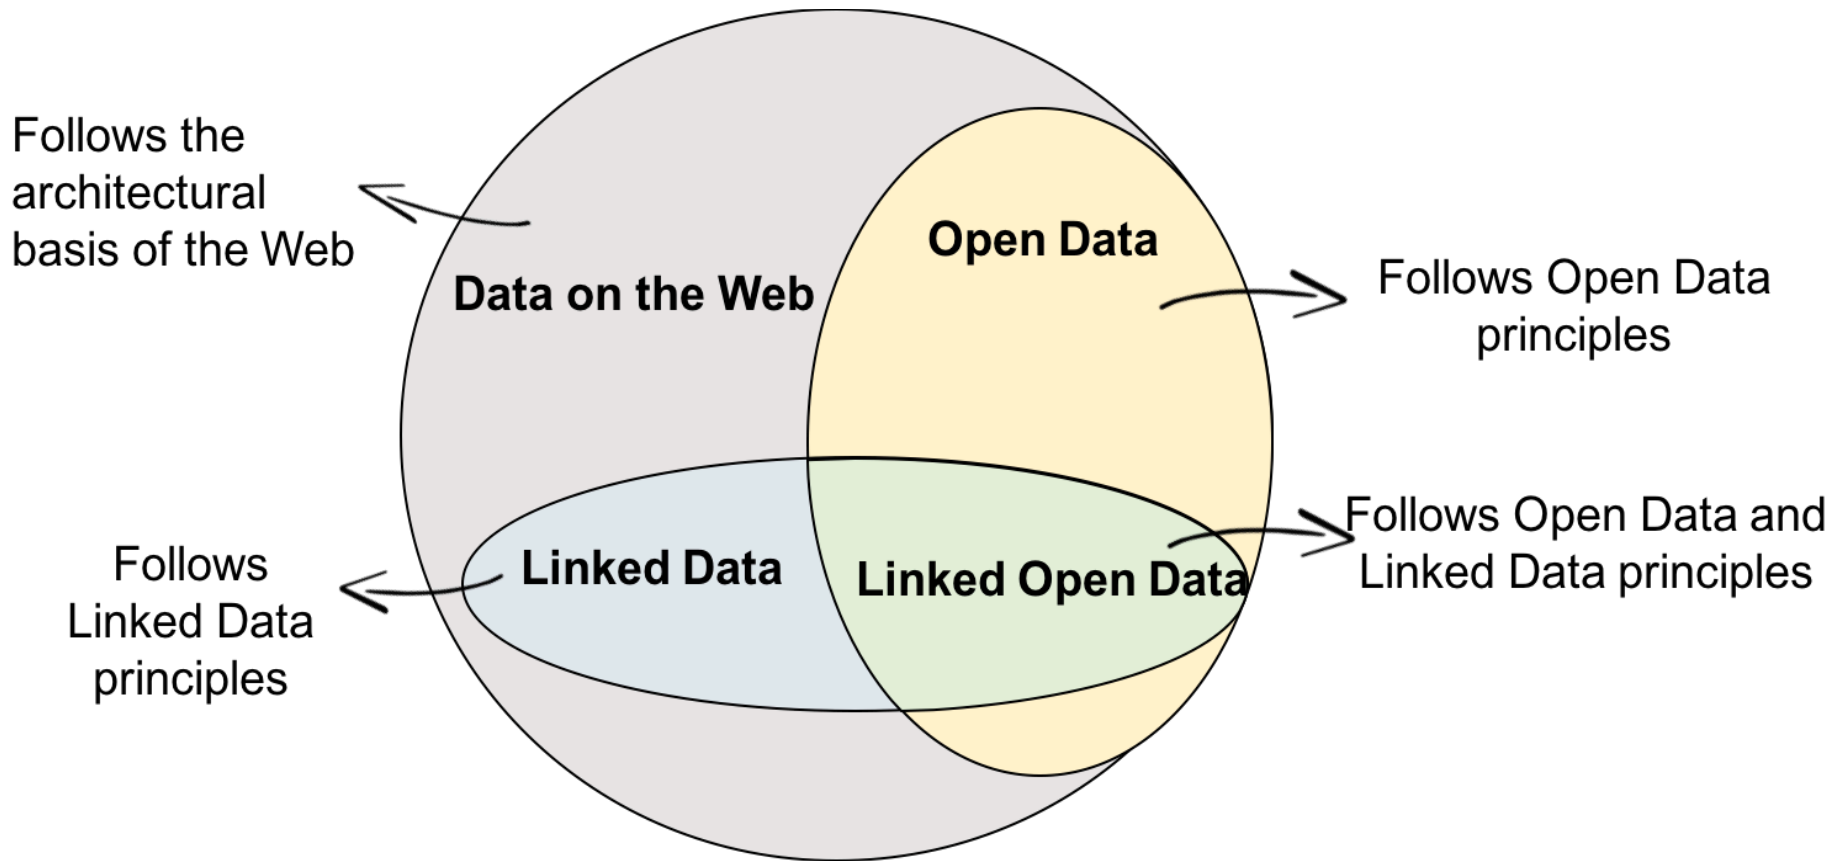 Follows the
architectural
basis of the Web
Data on the Web
Open Data
Follows Open Data
principles
Follows
Linked Data
principles
Linked Data
Linked Open Data
Follows Open Data and
Linked Data principles